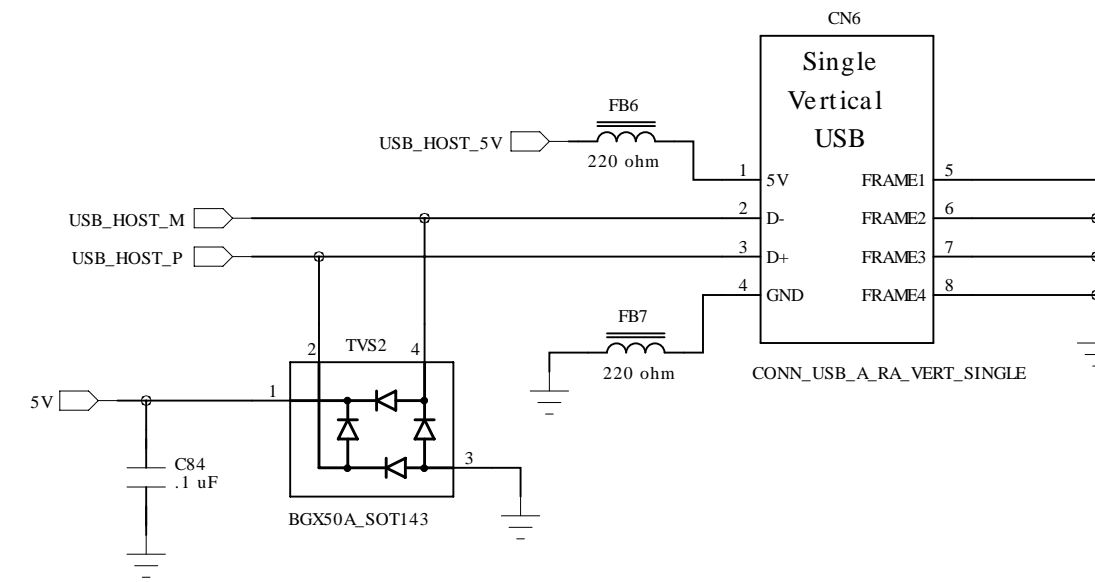 CN6
Single
Vertical
USB
FB6
USB_HOST_5V
220 ohm
1
5V
FRAME1
5
USB_HOST_M
2
D-
FRAME2
6
USB_HOST_P
3
D+
FRAME3
7
4
GND
FRAME4
8
FB7
220 ohm
CONN_USB_A_RA_VERT_SINGLE
2
TVS2
4
5V
1
3
C84
.1 uF
BGX50A_SOT143